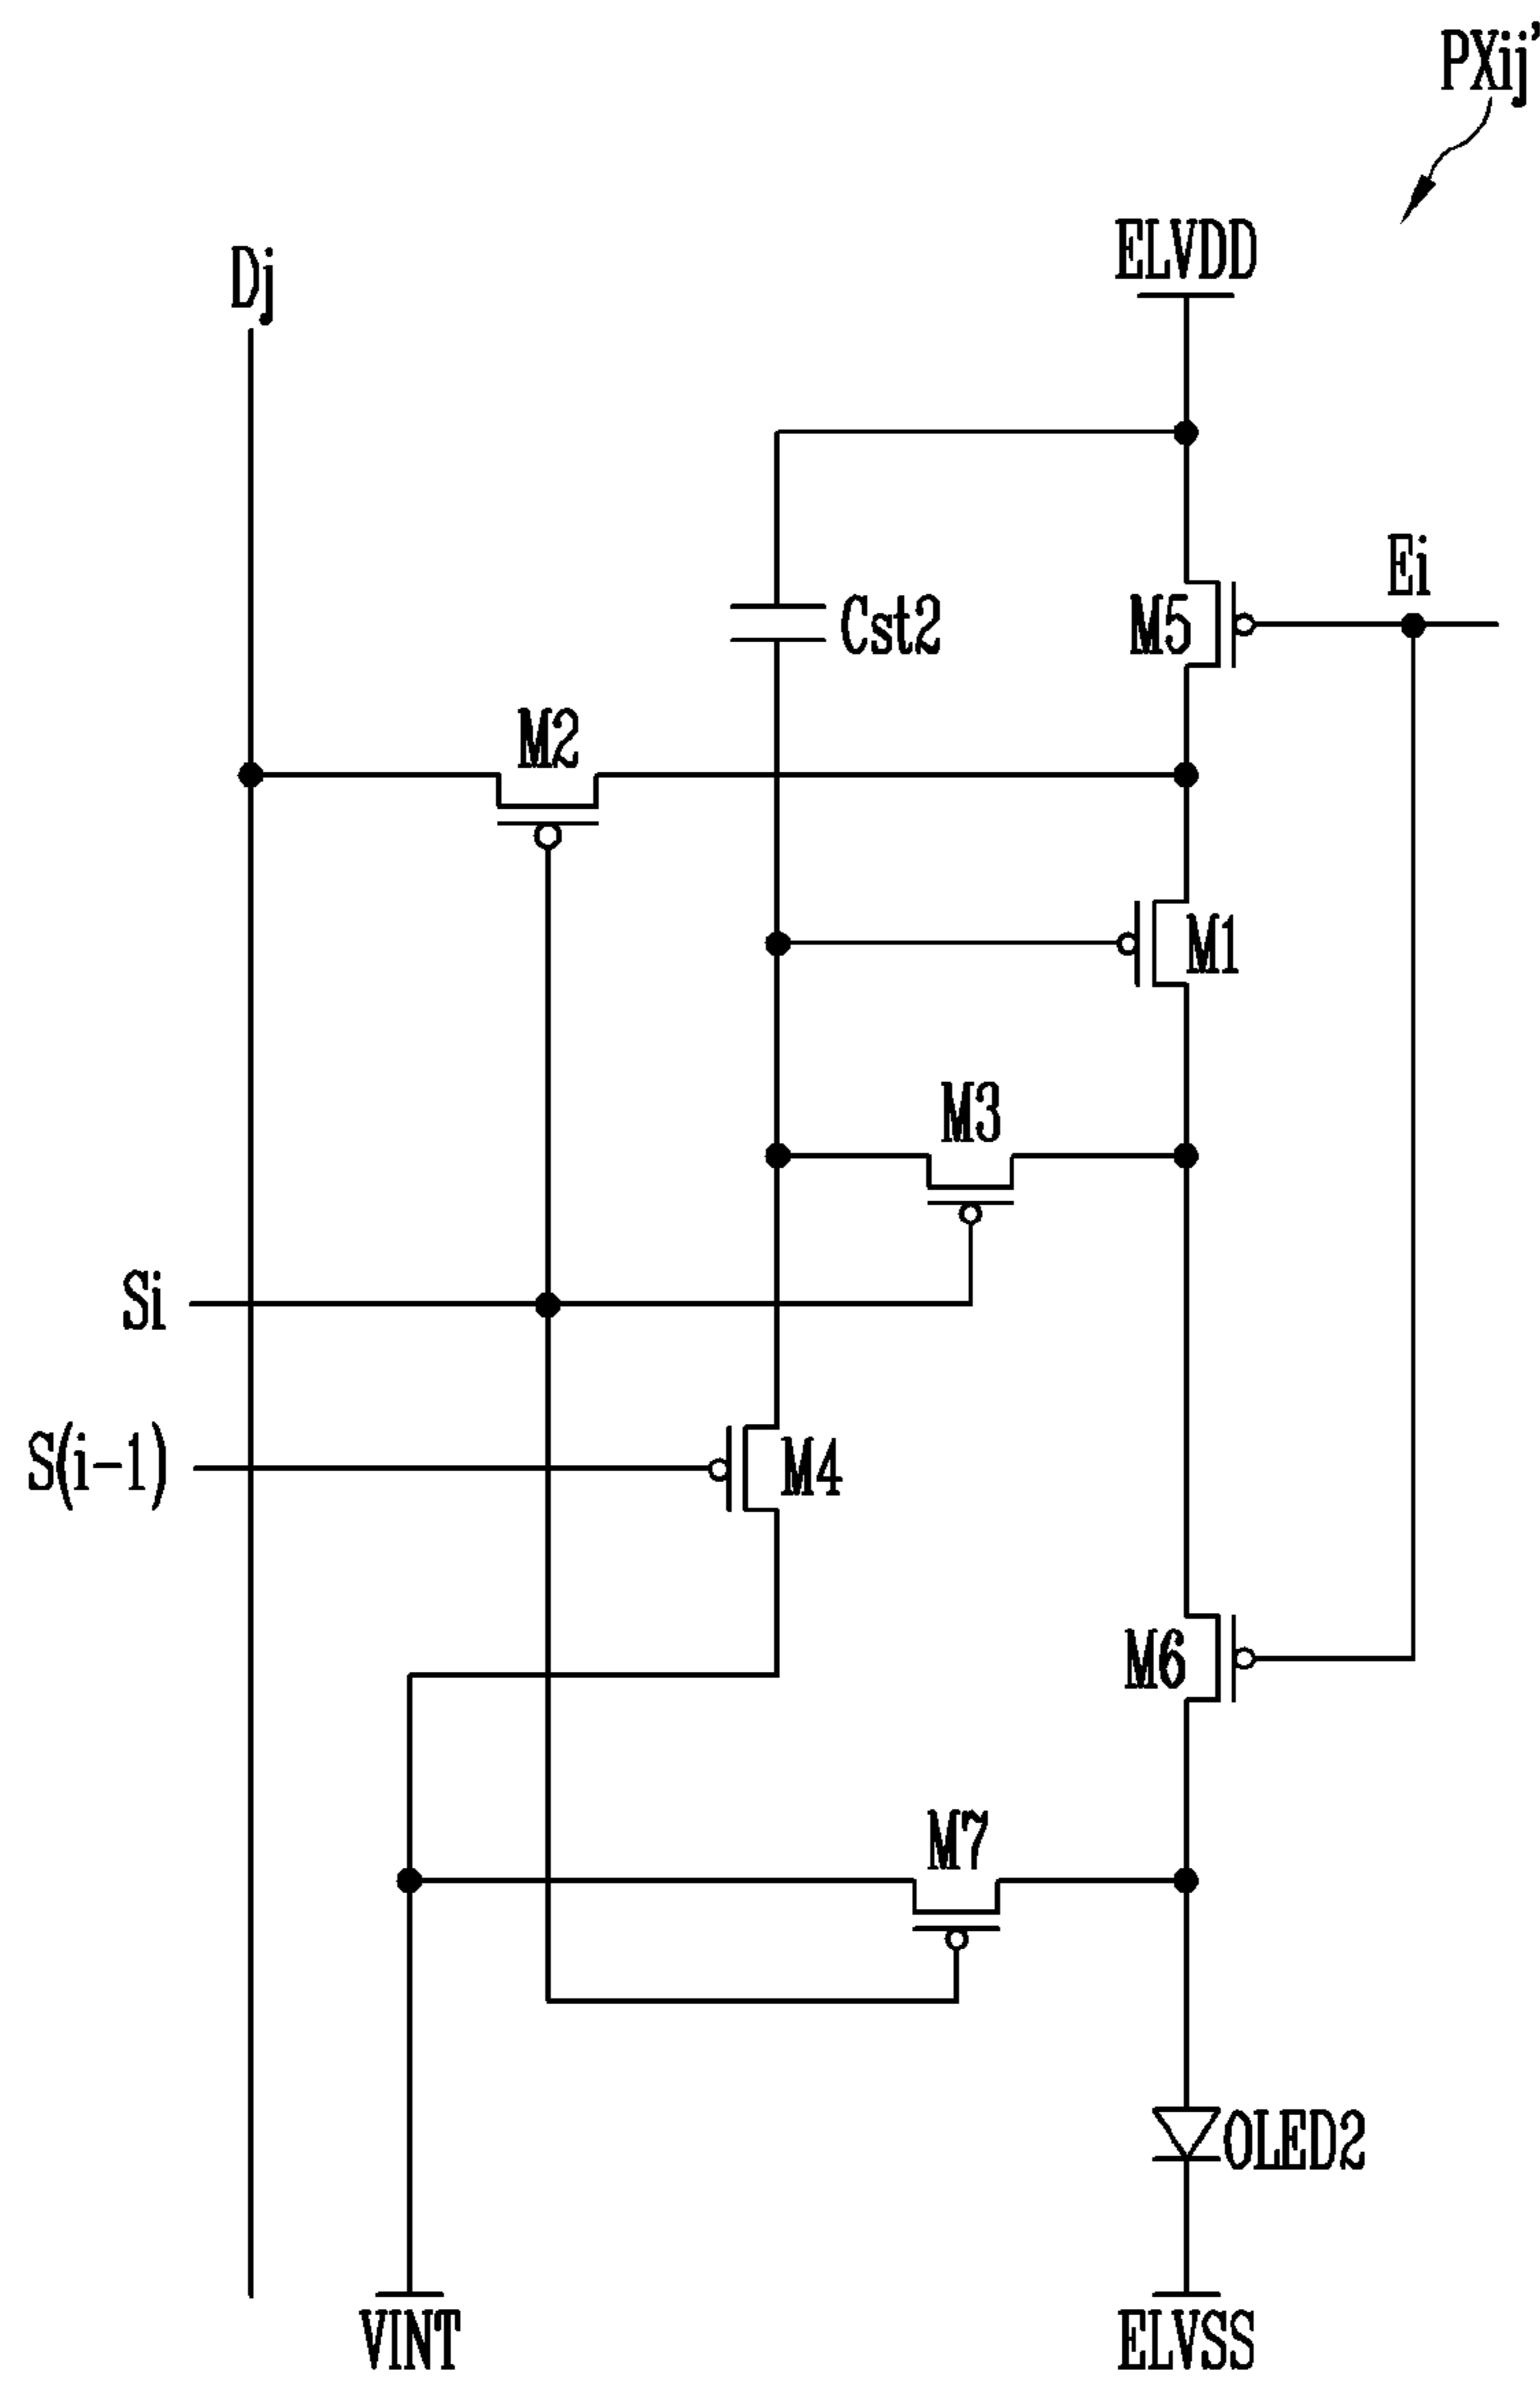 PXij'
ELVDD
Dj
Ei
Cst2
M5
M2
M1
M3
Si
S(i-1)
M4
M6
M7
OLED2
VINT
ELVSS